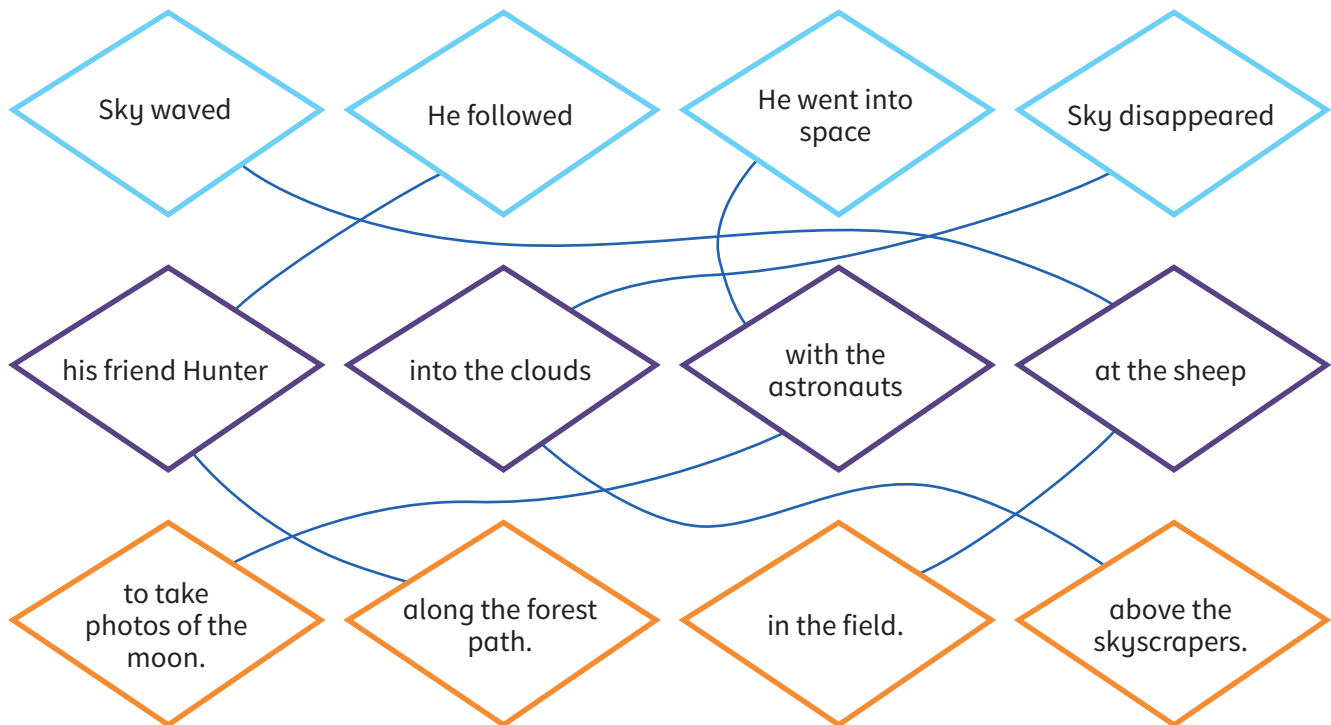 Sky waved
He followed
He went into
space
Sky disappeared
his friend Hunter
into the clouds
with the
astronauts
at the sheep
to take
photos of the
moon.
along the forest
path.
in the field.
above the
skyscrapers.